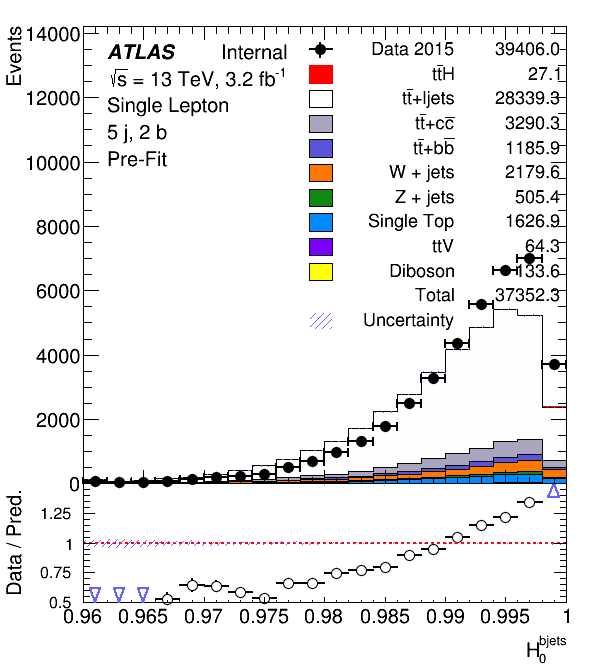 Events
14000
12000
10000
8000
6000
4000
2000
0
ATLAS Internal
√s = 13 TeV, 3.2 fb⁻¹
Single Lepton
5 j, 2 b
Pre-Fit
Data 2015 39406.0
tt̄H 27.1
tt̄+ljets 28339.3
tt̄+cc̄ 3290.3
tt̄+bb̄ 1185.9
W + jets 2179.6
Z + jets 505.4
Single Top 1626.9
ttV 64.3
Diboson 133.6
Total 37352.3
Uncertainty
Data / Pred.
1.25
1
0.75
0.5
0.96 0.965 0.97 0.975 0.98 0.985 0.99 0.995 1
H₀^bjets